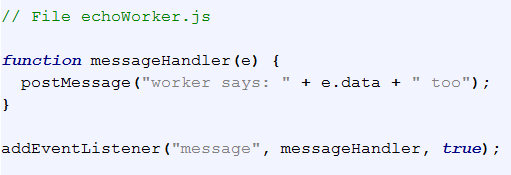 // File echoWorker.js
function messageHandler(e) {
postMessage("worker says: " + e.data + " too");
}
addEventListener("message", messageHandler, true);